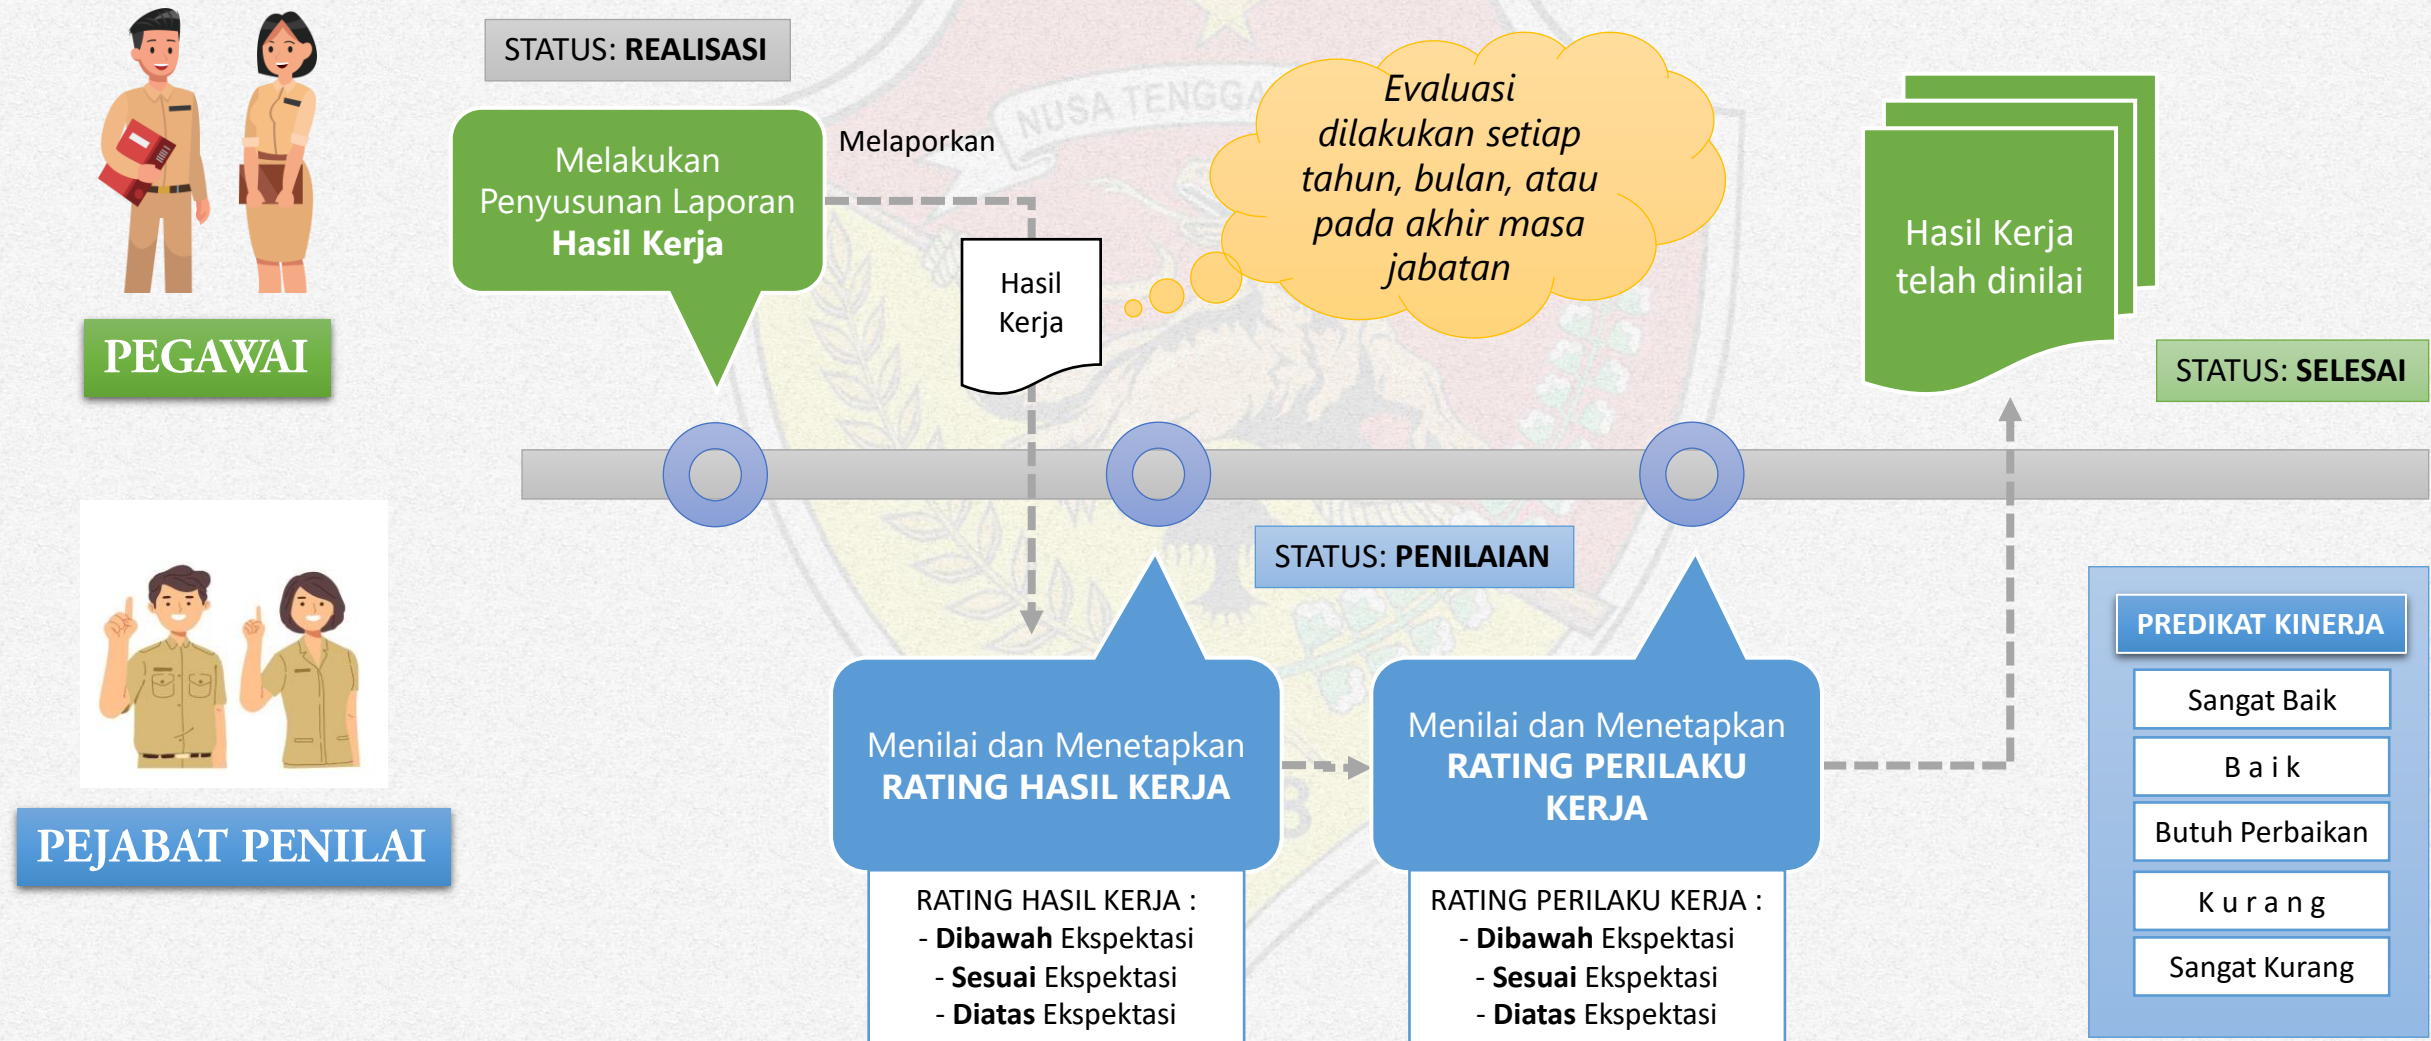 STATUS: REALISASI
Melakukan
Penyusunan Laporan
Hasil Kerja
Melaporkan
Hasil
Kerja
Evaluasi
dilakukan setiap
tahun, bulan, atau
pada akhir masa
jabatan
Hasil Kerja
telah dinilai
STATUS: SELESAI
PEGAWAI
NUSA TENGGA
STATUS: PENILAIAN
PEJABAT PENILAI
Menilai dan Menetapkan
RATING HASIL KERJA
RATING HASIL KERJA :
- Dibawah Ekspektasi
- Sesuai Ekspektasi
- Diatas Ekspektasi
Menilai dan Menetapkan
RATING PERILAKU
KERJA
RATING PERILAKU KERJA :
- Dibawah Ekspektasi
- Sesuai Ekspektasi
- Diatas Ekspektasi
PREDIKAT KINERJA
Sangat Baik
B a i k
Butuh Perbaikan
K u r a n g
Sangat Kurang